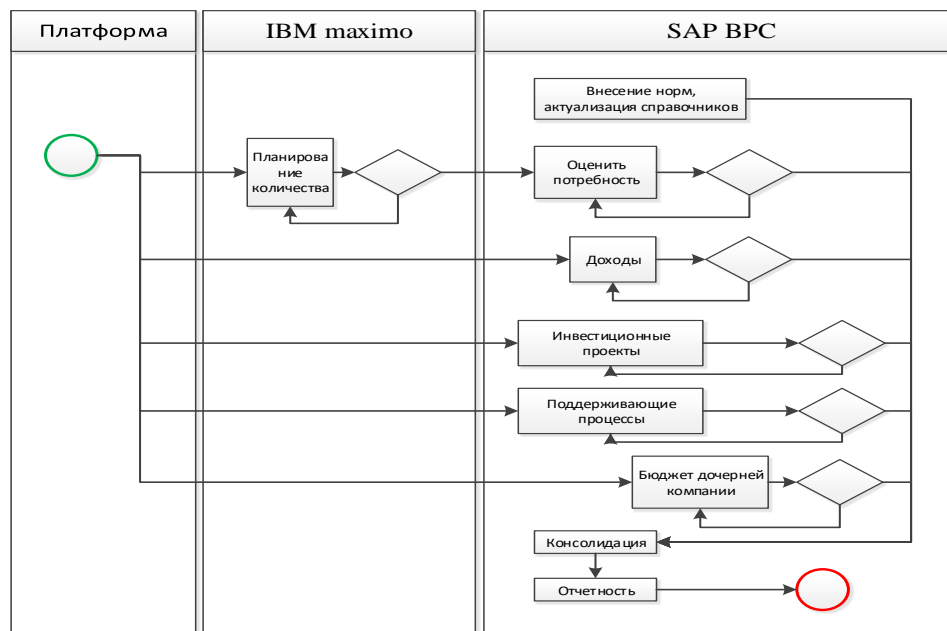 Платформа
IBM maximo
SAP BPC
Внесение норм,
актуализация справочников
Планирова
ние
количества
Оценить
потребность
Доходы
Инвестиционные
проекты
Поддерживающие
процессы
Бюджет дочерней
компании
Консолидация
Отчетность